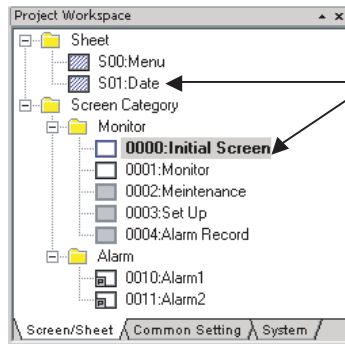 Project Workspace
Sheet
S00:Menu
S01:Date
Screen Category
Monitor
0000:Initial Screen
0001:Monitor
0002:Meintenance
0003:Set Up
0004:Alarm Record
Alarm
0010:Alarm1
0011:Alarm2
Screen/Sheet Common Setting System